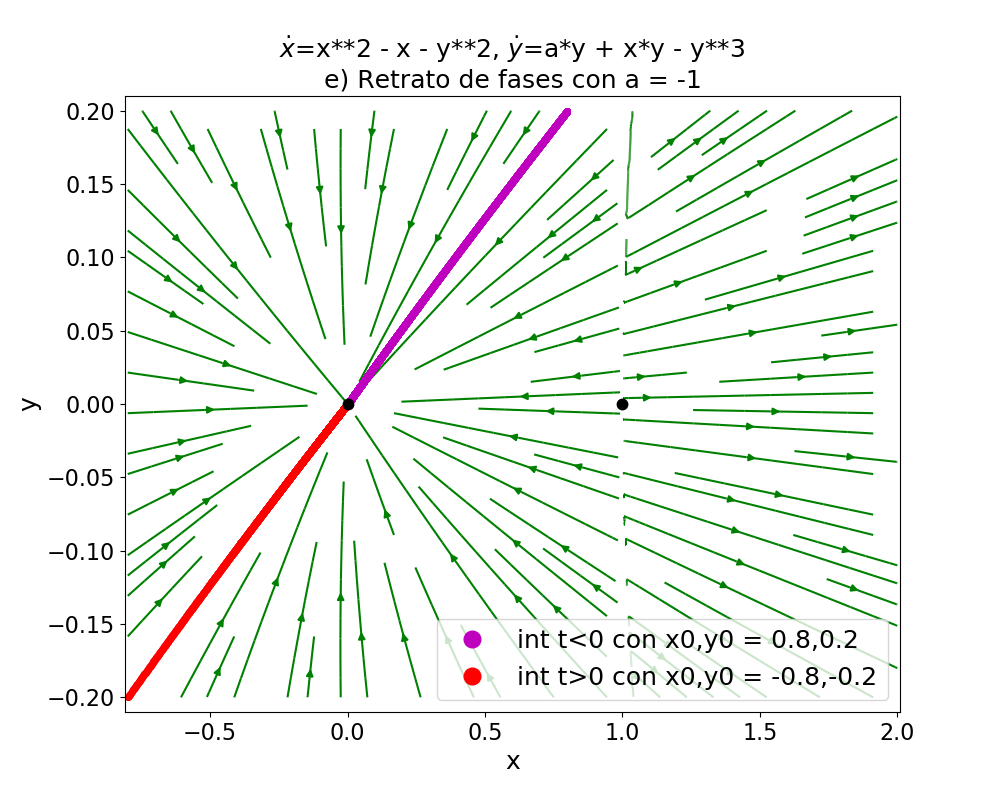 ẋ=x**2 - x - y**2, ẏ=a*y + x*y - y**3
e) Retrato de fases con a = -1
0.20
0.15
0.10
0.05
0.00
−0.05
−0.10
−0.15
−0.20
y
int t<0 con x0,y0 = 0.8,0.2
int t>0 con x0,y0 = -0.8,-0.2
−0.5
0.0
0.5
1.0
1.5
2.0
x